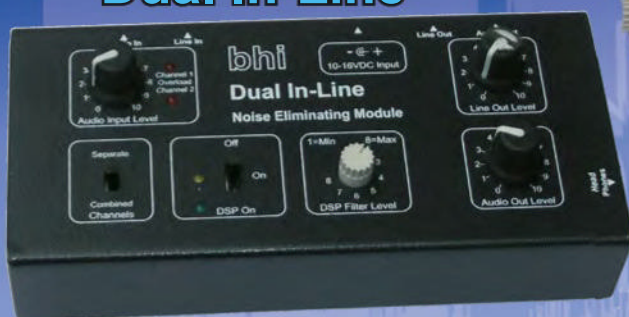 Dual In-Line
Line In
Line Out
bhi
10-16VDC Input
Channel 1
Overload
Channel 2
Audio Input Level
Dual In-Line
Noise Eliminating Module
Line Out Level
Separate
Combined
Channels
Off
On
DSP On
1=Min 8=Max
DSP Filter Level
Audio Out Level
Head
Phones